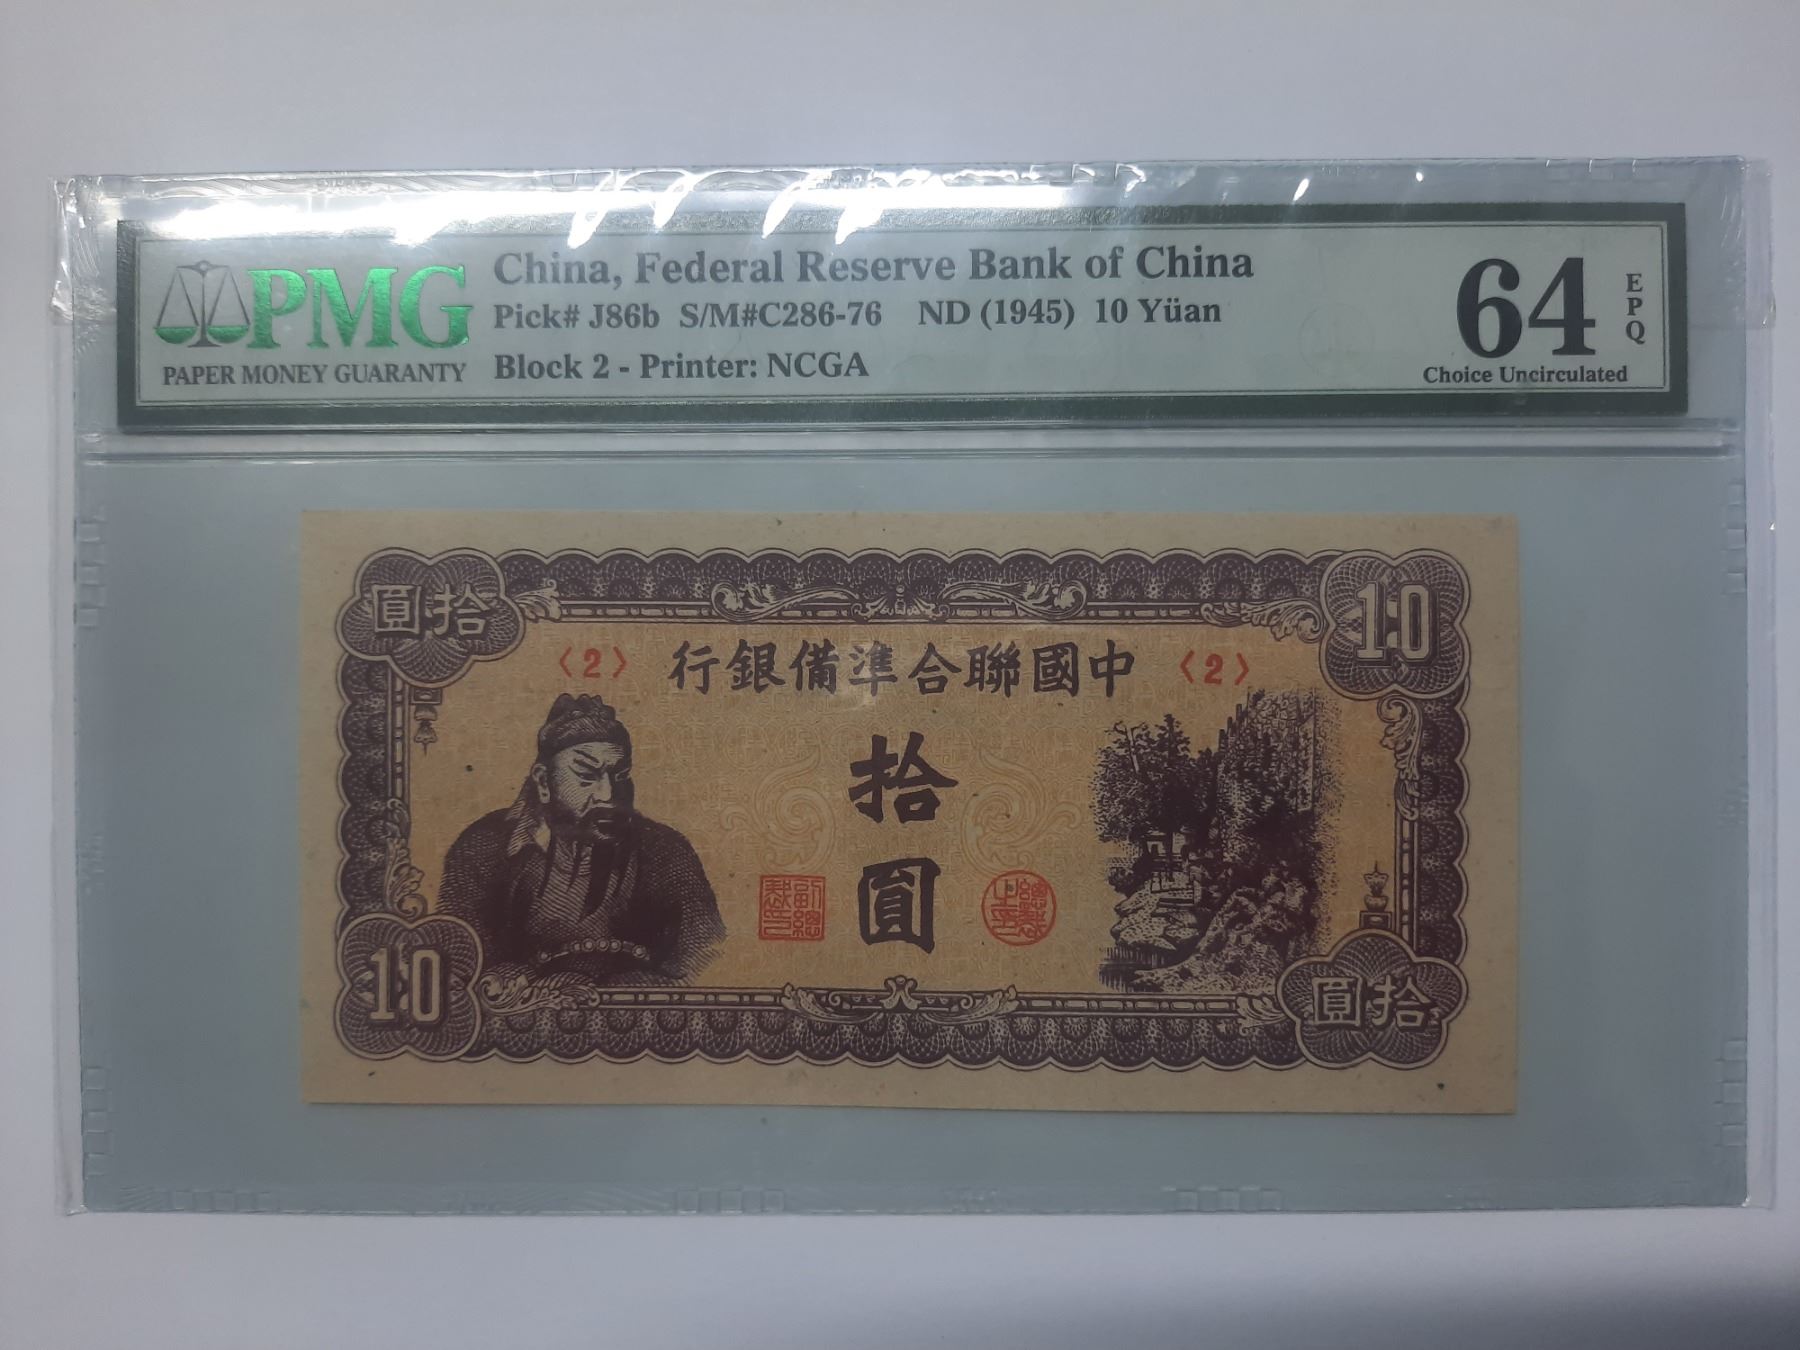 PMG
PAPER MONEY GUARANTY
China, Federal Reserve Bank of China
Pick# J86b S/M#C286-76 ND (1945) 10 Yüan
Block 2 - Printer: NCGA
64 EPQ
Choice Uncirculated
拾圓
10
〈2〉
中國聯合準備銀行
〈2〉
拾圓
10
拾圓